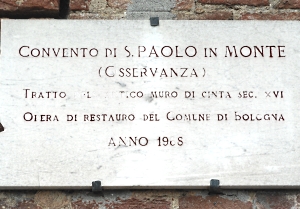 CONVENTO DI S. PAOLO IN MONTE
(OSSERVANZA)
TRATTO MURO DI CINTA SEC. XVI
OPERA DI RESTAURO DEL COMUNE DI BOLOGNA
ANNO